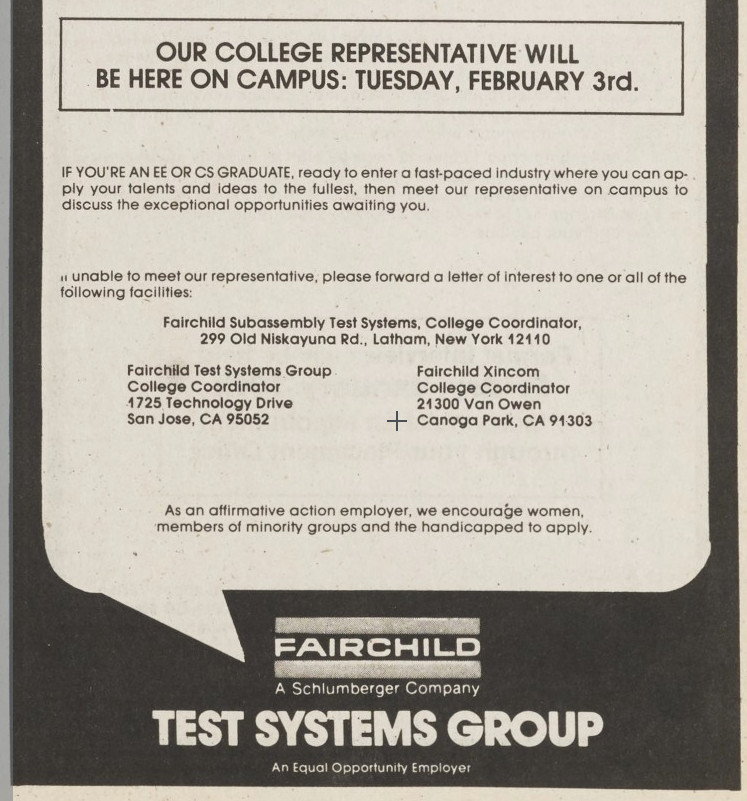 OUR COLLEGE REPRESENTATIVE WILL
BE HERE ON CAMPUS: TUESDAY, FEBRUARY 3rd.
IF YOU'RE AN EE OR CS GRADUATE, ready to enter a fast-paced industry where you can ap-
ply your talents and ideas to the fullest, then meet our representative on campus to
discuss the exceptional opportunities awaiting you.
unable to meet our representative, please forward a letter of interest to one or all of the
following facilities:
Fairchild Subassembly Test Systems, College Coordinator,
299 Old Niskayuna Rd., Latham, New York 12110
Fairchild Test Systems Group
College Coordinator
1725 Technology Drive
San Jose, CA 95052
Fairchild Xincom
College Coordinator
21300 Van Owen
Canoga Park, CA 91303
As an affirmative action employer, we encourage women,
members of minority groups and the handicapped to apply.
FAIRCHILD
A Schlumberger Company
TEST SYSTEMS GROUP
An Equal Opportunity Employer